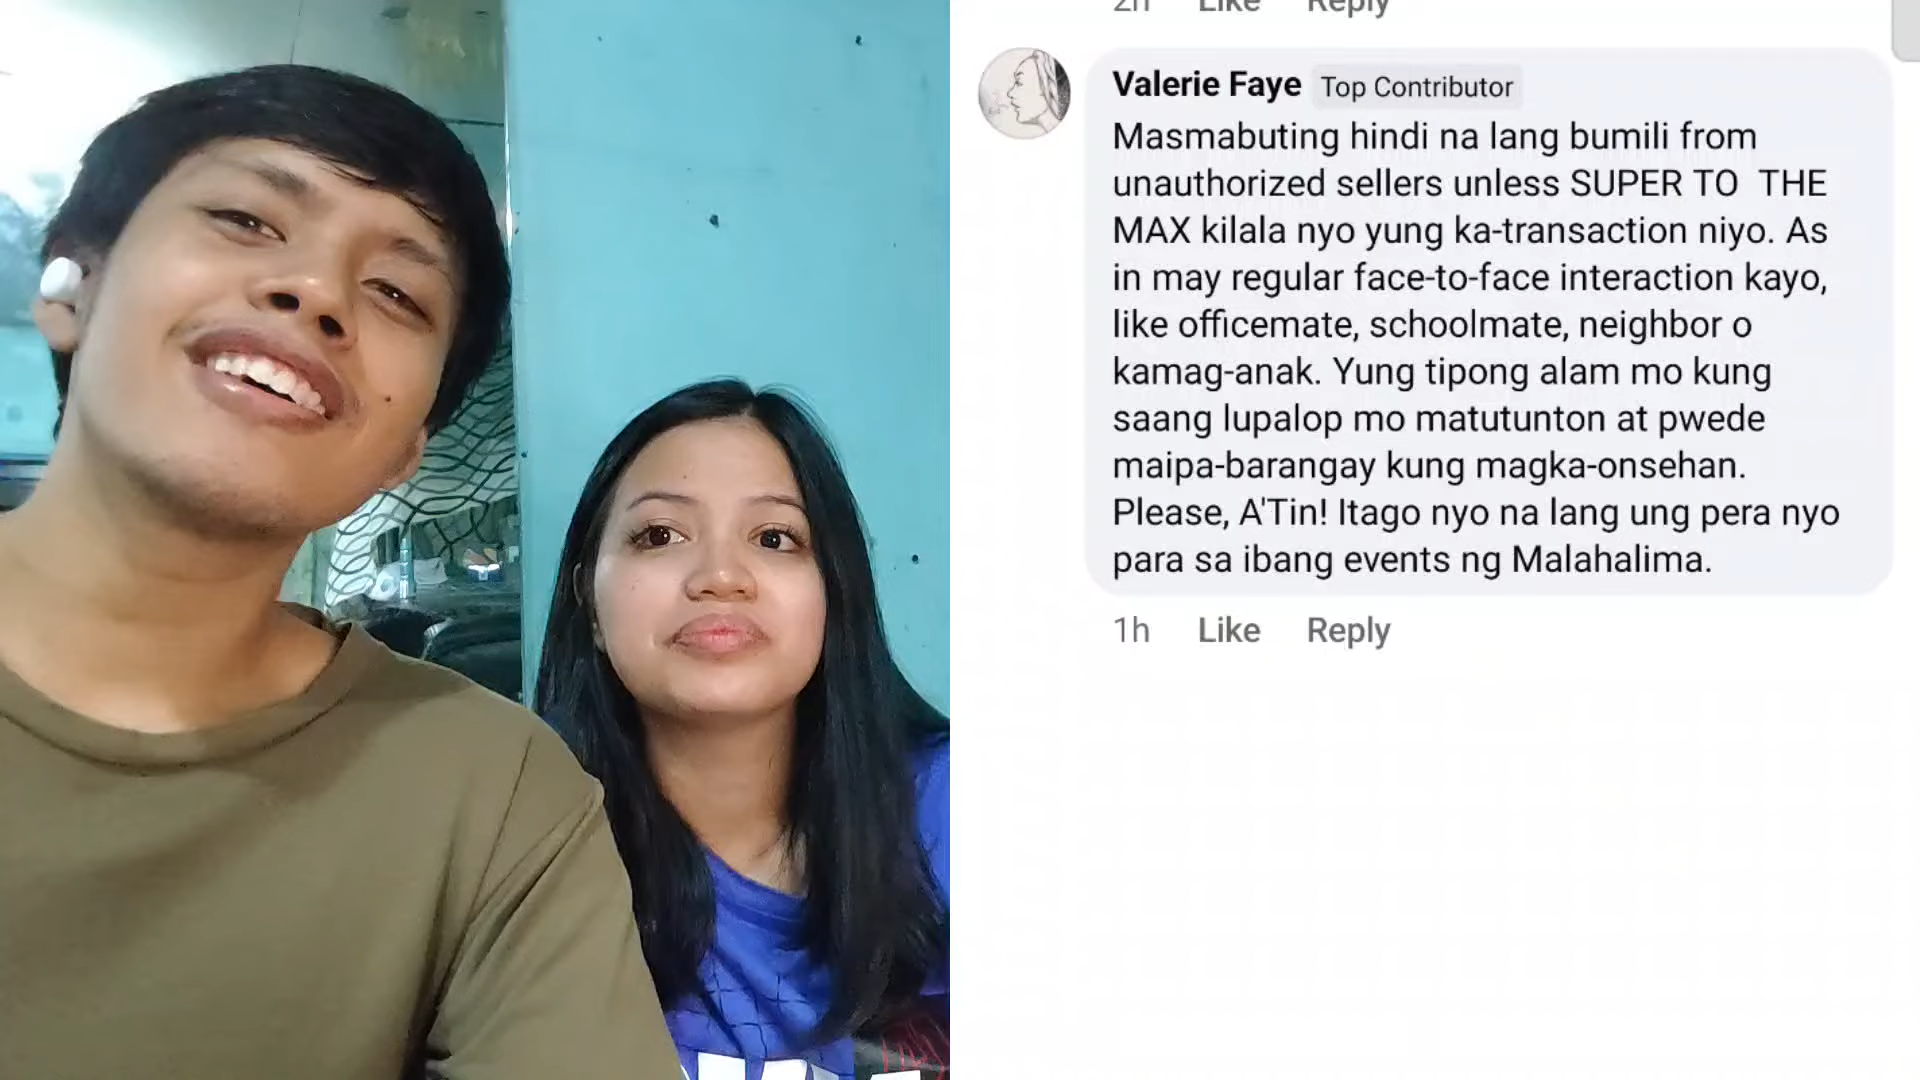 2h Like Reply
Valerie Faye Top Contributor
Masmabuting hindi na lang bumili from
unauthorized sellers unless SUPER TO THE
MAX kilala nyo yung ka-transaction niyo. As
in may regular face-to-face interaction kayo,
like officemate, schoolmate, neighbor o
kamag-anak. Yung tipong alam mo kung
saang lupalop mo matutunton at pwede
maipa-barangay kung magka-onsehan.
Please, A'Tin! Itago nyo na lang ung pera nyo
para sa ibang events ng Malahalima.
1h Like Reply